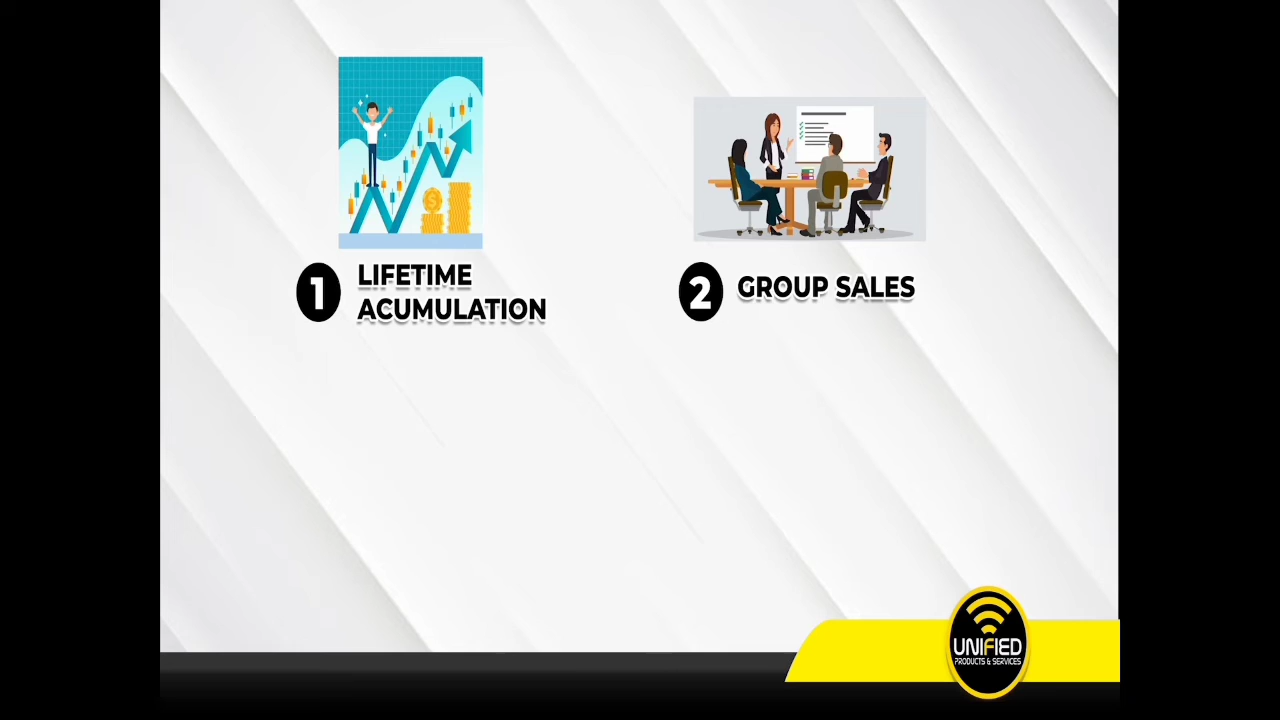 1
LIFETIME
ACUMULATION
2
GROUP SALES
UNIFIED
PRODUCTS & SERVICES